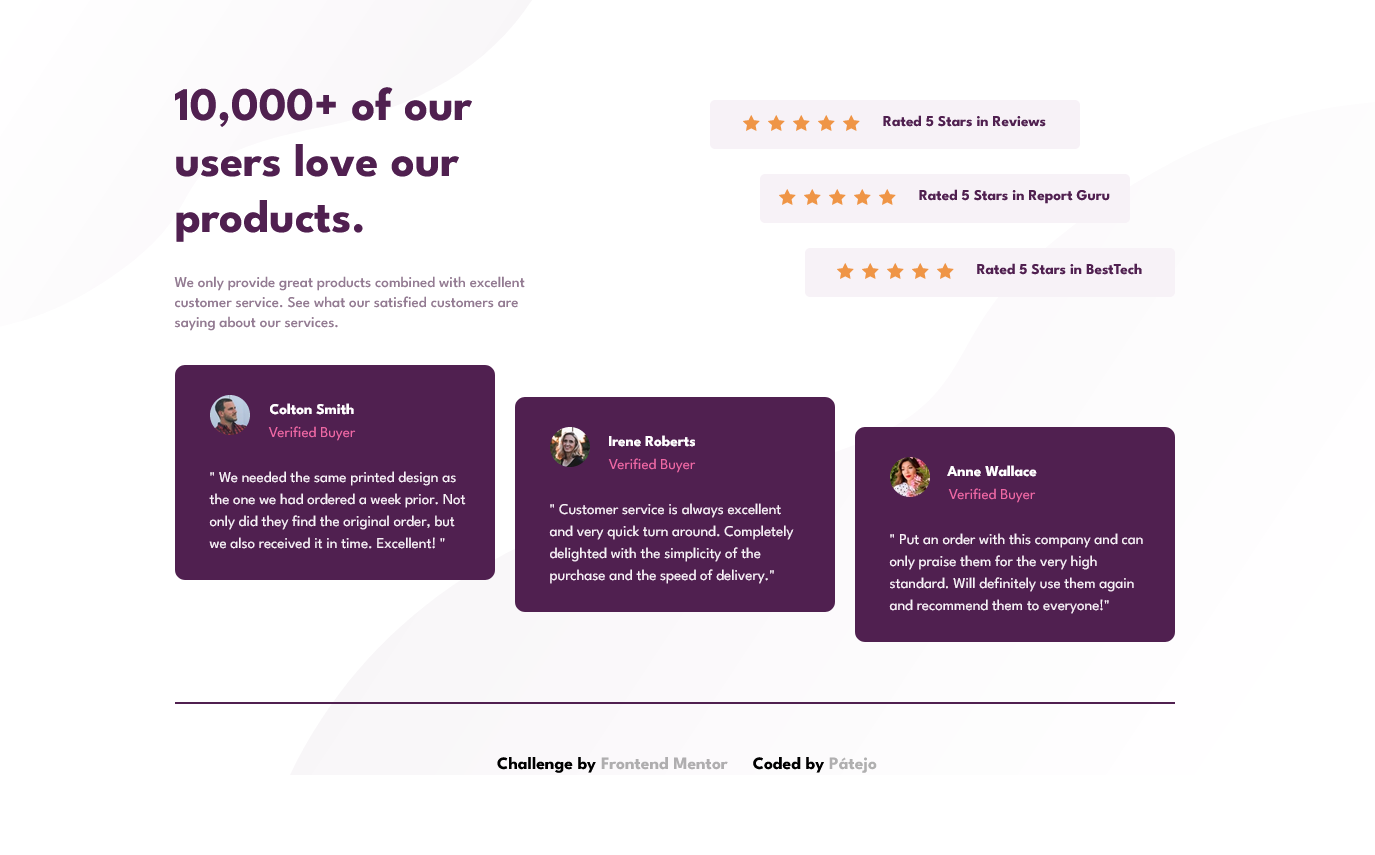 10,000+ of our
users love our
products.
We only provide great products combined with excellent
customer service. See what our satisfied customers are
saying about our services.
Rated 5 Stars in Reviews
Rated 5 Stars in Report Guru
Rated 5 Stars in BestTech
Colton Smith
Verified Buyer
" We needed the same printed design as
the one we had ordered a week prior. Not
only did they find the original order, but
we also received it in time. Excellent! "
Irene Roberts
Verified Buyer
" Customer service is always excellent
and very quick turn around. Completely
delighted with the simplicity of the
purchase and the speed of delivery."
Anne Wallace
Verified Buyer
" Put an order with this company and can
only praise them for the very high
standard. Will definitely use them again
and recommend them to everyone!"
Challenge by Frontend Mentor Coded by Pátejo